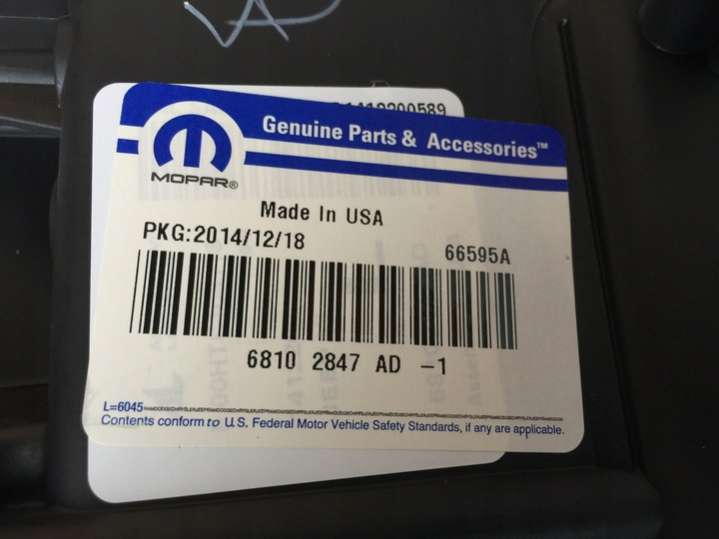 Genuine Parts & Accessories™
MOPAR®
Made In USA
PKG:2014/12/18
66595A
6810 2847 AD -1
L=6045
Contents conform to U.S. Federal Motor Vehicle Safety Standards, if any are applicable.